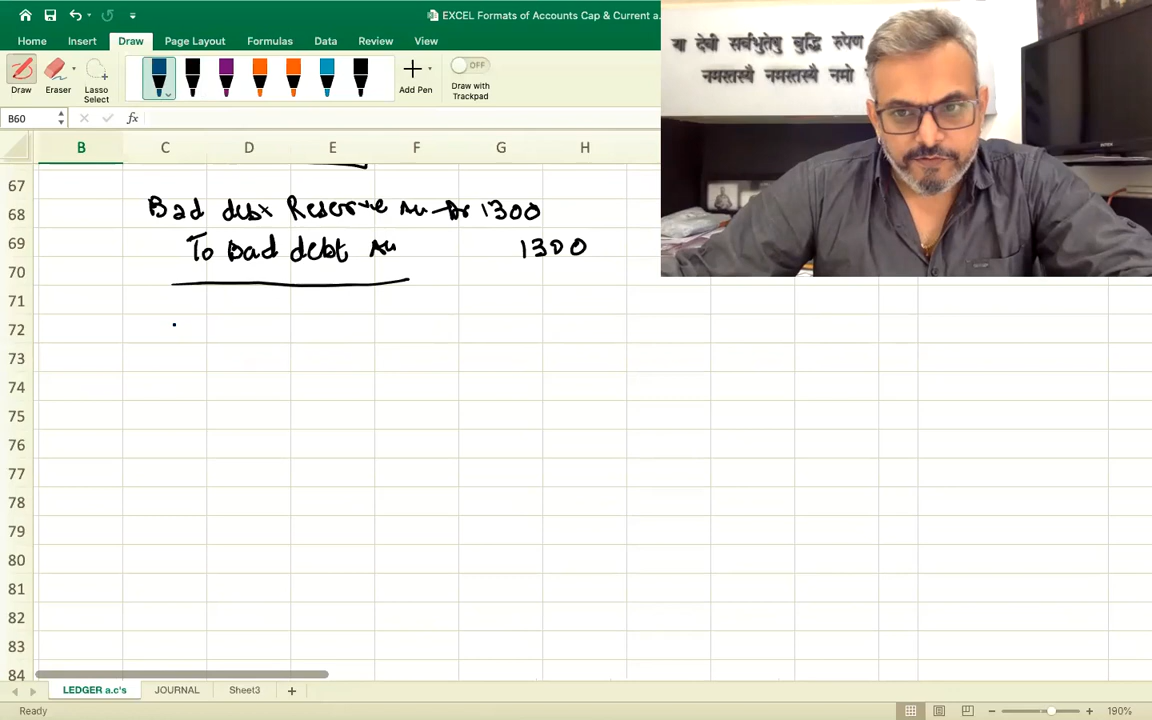 EXCEL Formats of Accounts Cap & Current a.
Home Insert Draw Page Layout Formulas Data Review View
OFF
Draw Eraser Lasso Select Add Pen Draw with Trackpad
B60 fx
B C D E F G H
67
68 Bad debt Reserve A/c Dr 1300
69 To Bad debt A/c 1300
70
71
72
73
74
75
76
77
78
79
80
81
82
83
84
LEDGER a.c's JOURNAL Sheet3
Ready 190%
या देवी सर्वभुतेषु बुद्धि रुपेण
नमस्तस्यै नमस्तस्यै नमो